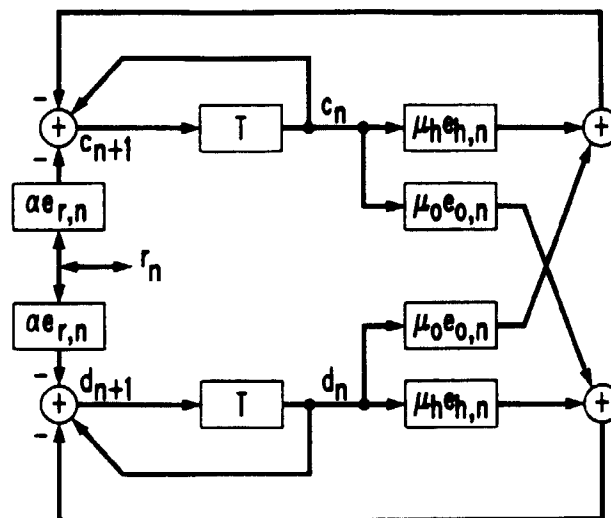 −
+
c_{n+1}
T
c_n
μ_h e_{h,n}
+
−
αe_{r,n}
μ_o e_{o,n}
r_n
αe_{r,n}
μ_o e_{o,n}
−
+
d_{n+1}
T
d_n
μ_h e_{h,n}
+
−